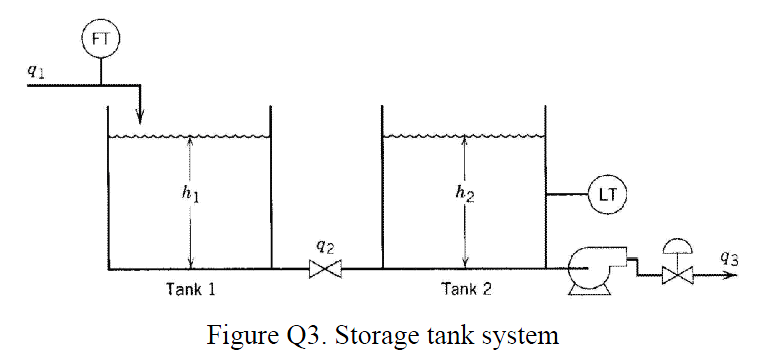 FT
q1
h1
h2
LT
q2
q3
Tank 1
Tank 2
Figure Q3. Storage tank system